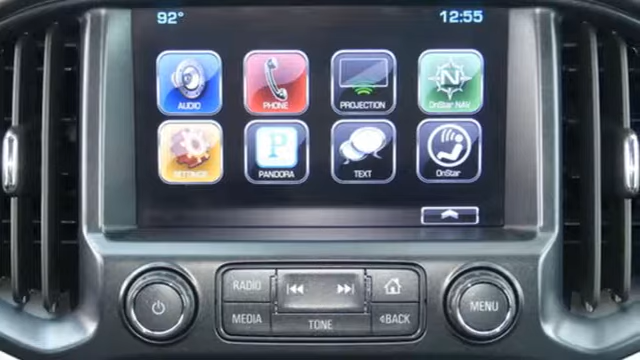 92° 12:55
AUDIO PHONE PROJECTION OnStar NAV
N
SETTINGS PANDORA TEXT OnStar
P
RADIO
MEDIA TONE BACK
MENU